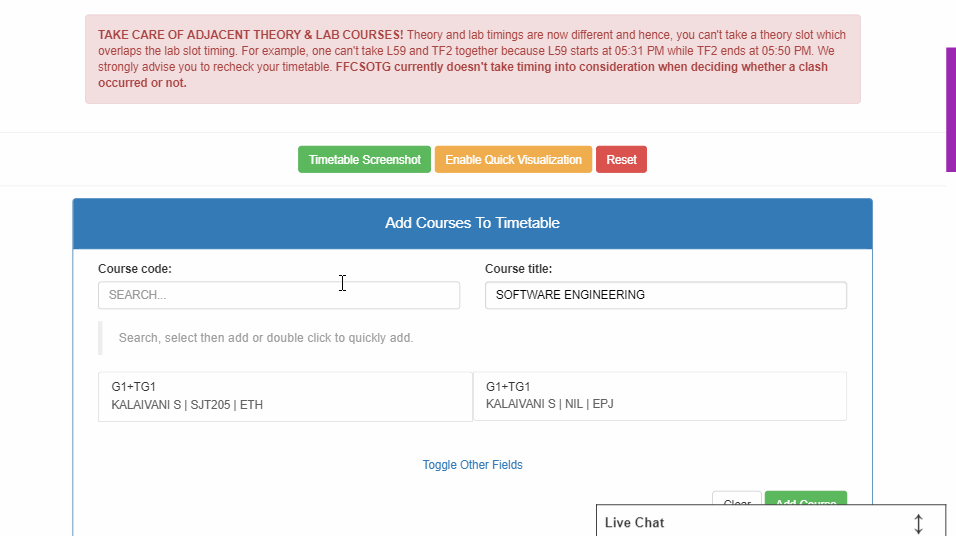 TAKE CARE OF ADJACENT THEORY & LAB COURSES! Theory and lab timings are now different and hence, you can't take a theory slot which
overlaps the lab slot timing. For example, one can't take L59 and TF2 together because L59 starts at 05:31 PM while TF2 ends at 05:50 PM. We
strongly advise you to recheck your timetable. FFCSOTG currently doesn't take timing into consideration when deciding whether a clash
occurred or not.
Timetable Screenshot Enable Quick Visualization Reset
Add Courses To Timetable
Course code: Course title:
SEARCH... SOFTWARE ENGINEERING
Search, select then add or double click to quickly add.
G1+TG1 G1+TG1
KALAIVANI S | SJT205 | ETH KALAIVANI S | NIL | EPJ
Toggle Other Fields
Clear Add Course
Live Chat